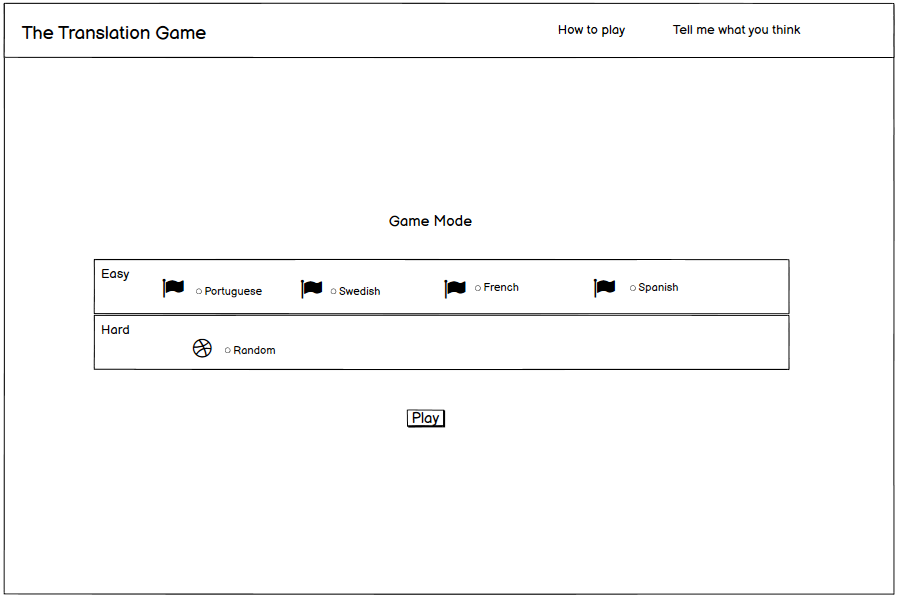 The Translation Game
How to play
Tell me what you think
Game Mode
Easy
Portuguese
Swedish
French
Spanish
Hard
Random
Play